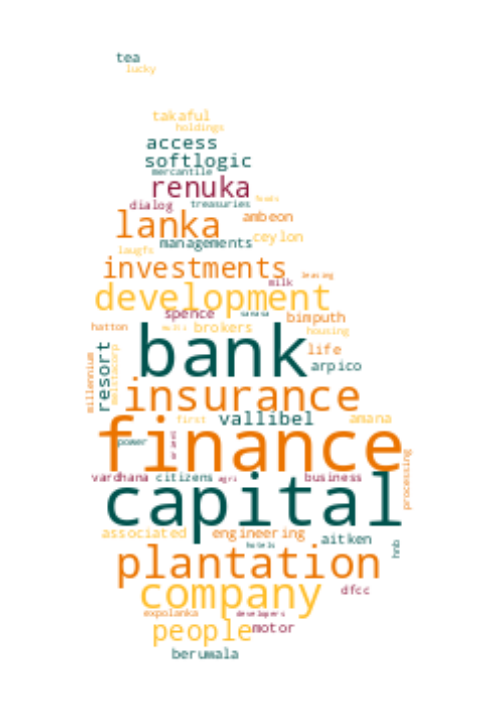 tea
lucky
takaful
holdings
access
softlogic
mercantile
renuka
foods
dialog
treasuries
lanka
ambeon
managements
ceylon
laugfs
investments
leasing
milk
development
spence
bimputh
hatton
multi
brokers
housing
bank
life
arpico
resort
millennium
melstacorp
insurance
first
vallibel
amana
finance
power
vardhana
citizens
agri
business
processing
capital
associated
engineering
aitken
hotels
hnb
plantation
company
dfcc
expolanka
developers
people
motor
beruwala